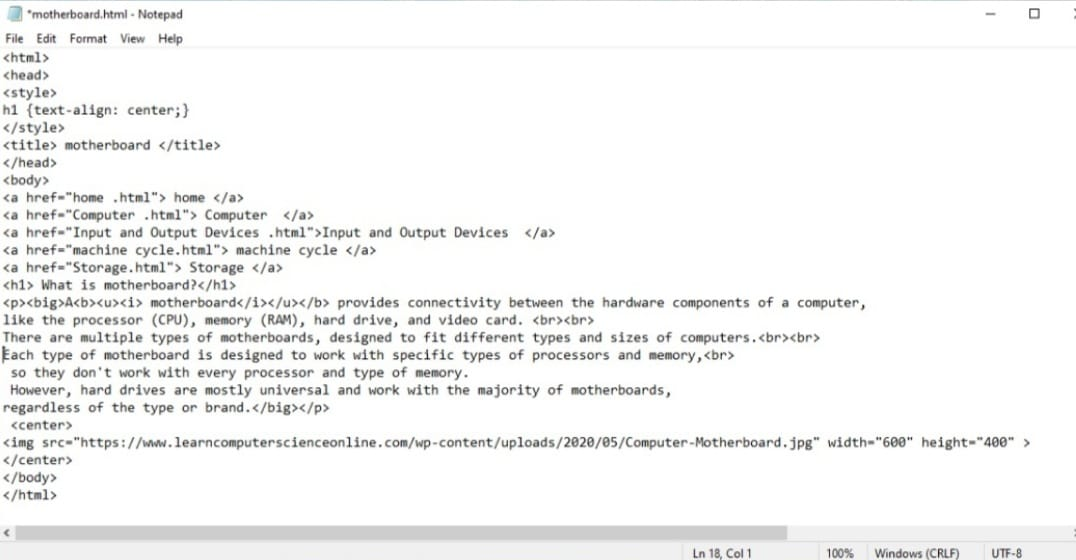 *motherboard.html - Notepad
File Edit Format View Help
<html>
<head>
<style>
h1 {text-align: center;}
</style>
<title> motherboard </title>
</head>
<body>
<a href="home .html"> home </a>
<a href="Computer .html"> Computer  </a>
<a href="Input and Output Devices .html">Input and Output Devices  </a>
<a href="machine cycle.html"> machine cycle </a>
<a href="Storage.html"> Storage </a>
<h1> What is motherboard?</h1>
<p><big>A<b><u><i> motherboard</i></u></b> provides connectivity between the hardware components of a computer,
like the processor (CPU), memory (RAM), hard drive, and video card. <br><br>
There are multiple types of motherboards, designed to fit different types and sizes of computers.<br><br>
Each type of motherboard is designed to work with specific types of processors and memory,<br>
 so they don't work with every processor and type of memory.
 However, hard drives are mostly universal and work with the majority of motherboards,
regardless of the type or brand.</big></p>
 <center>
<img src="https://www.learncomputerscienceonline.com/wp-content/uploads/2020/05/Computer-Motherboard.jpg" width="600" height="400" >
</center>
</body>
</html>
Ln 18, Col 1 100% Windows (CRLF) UTF-8